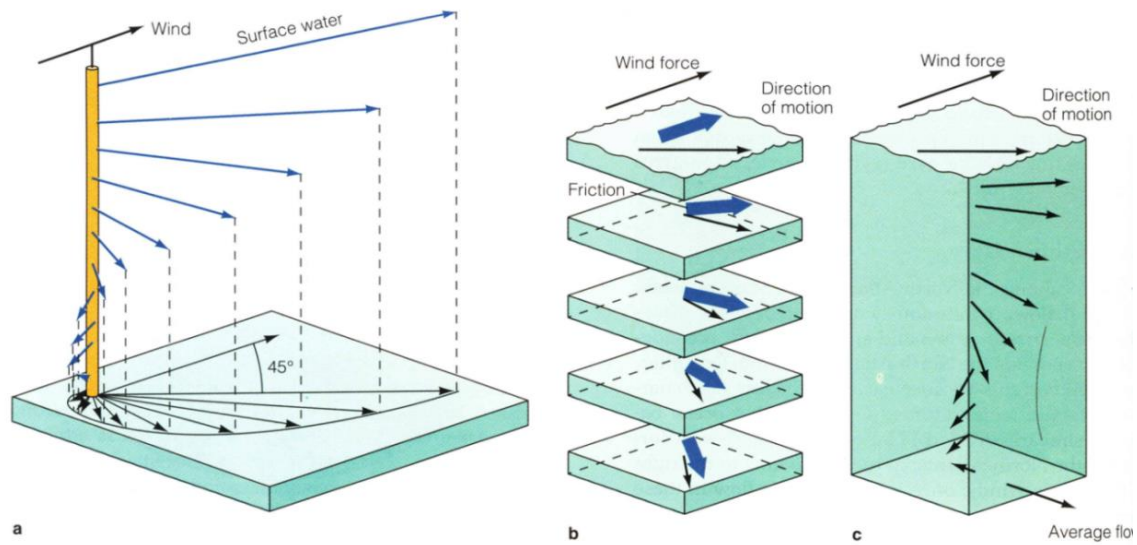 Wind
Surface water
45°
a
Wind force
Direction
of motion
Friction
b
Wind force
Direction
of motion
c
Average flo